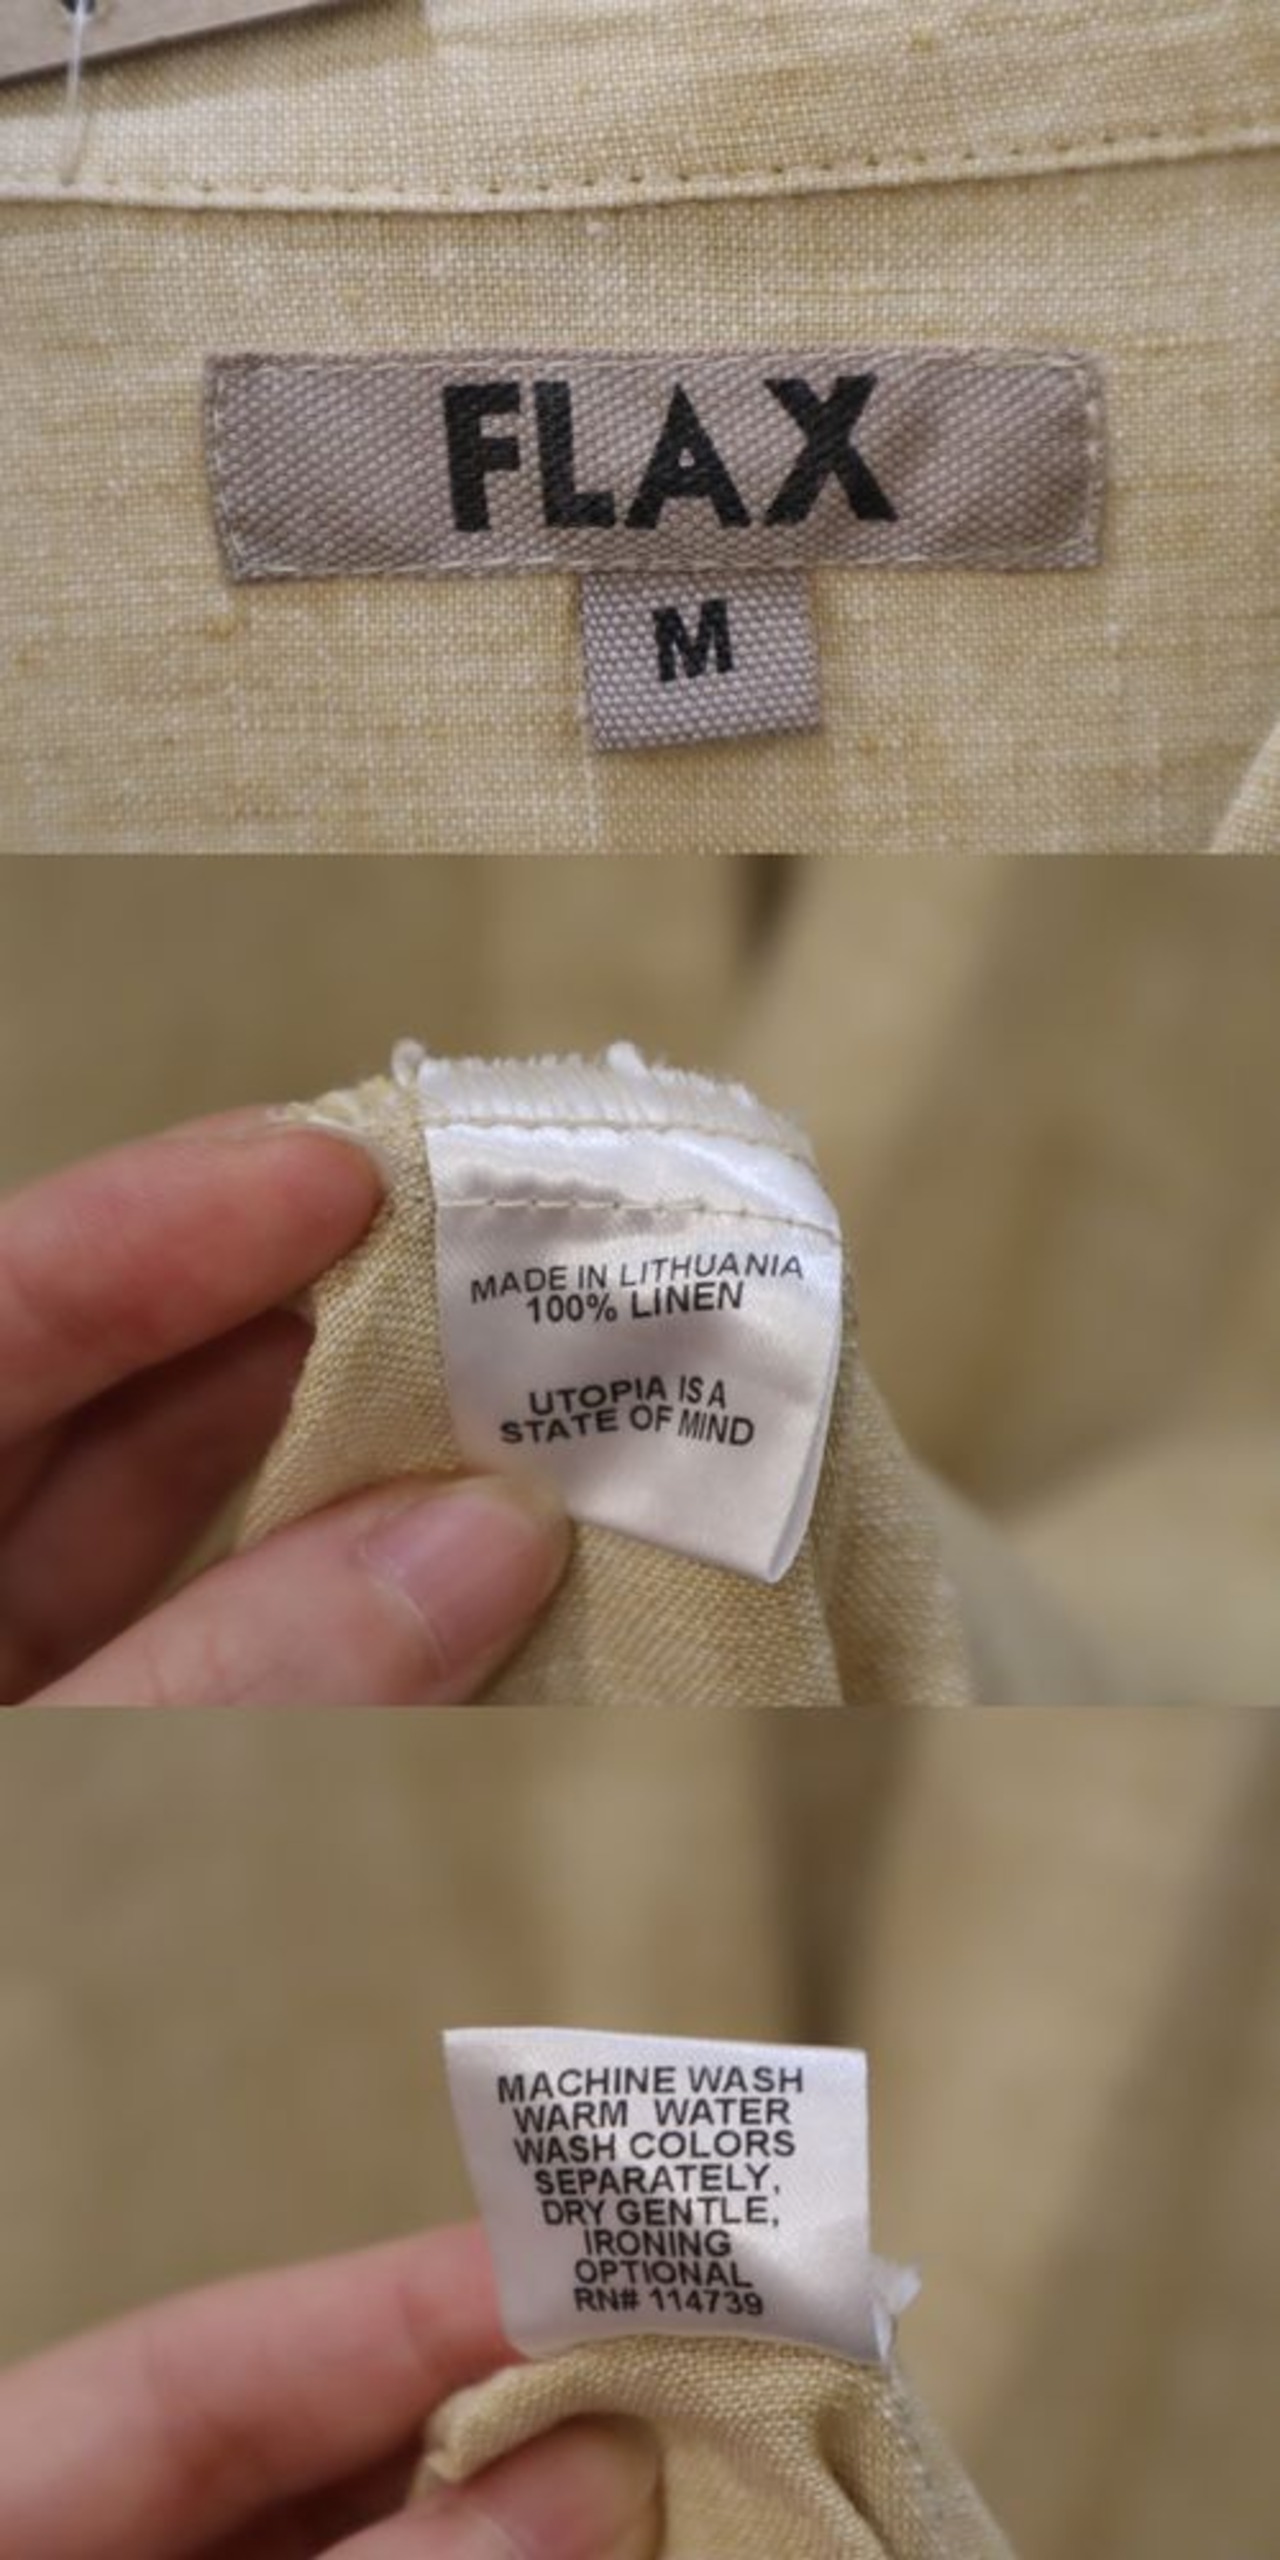 FLAX
M
MADE IN LITHUANIA
100% LINEN
UTOPIA IS A
STATE OF MIND
MACHINE WASH
WARM WATER
WASH COLORS
SEPARATELY,
DRY GENTLE,
IRONING
OPTIONAL
RN# 114739